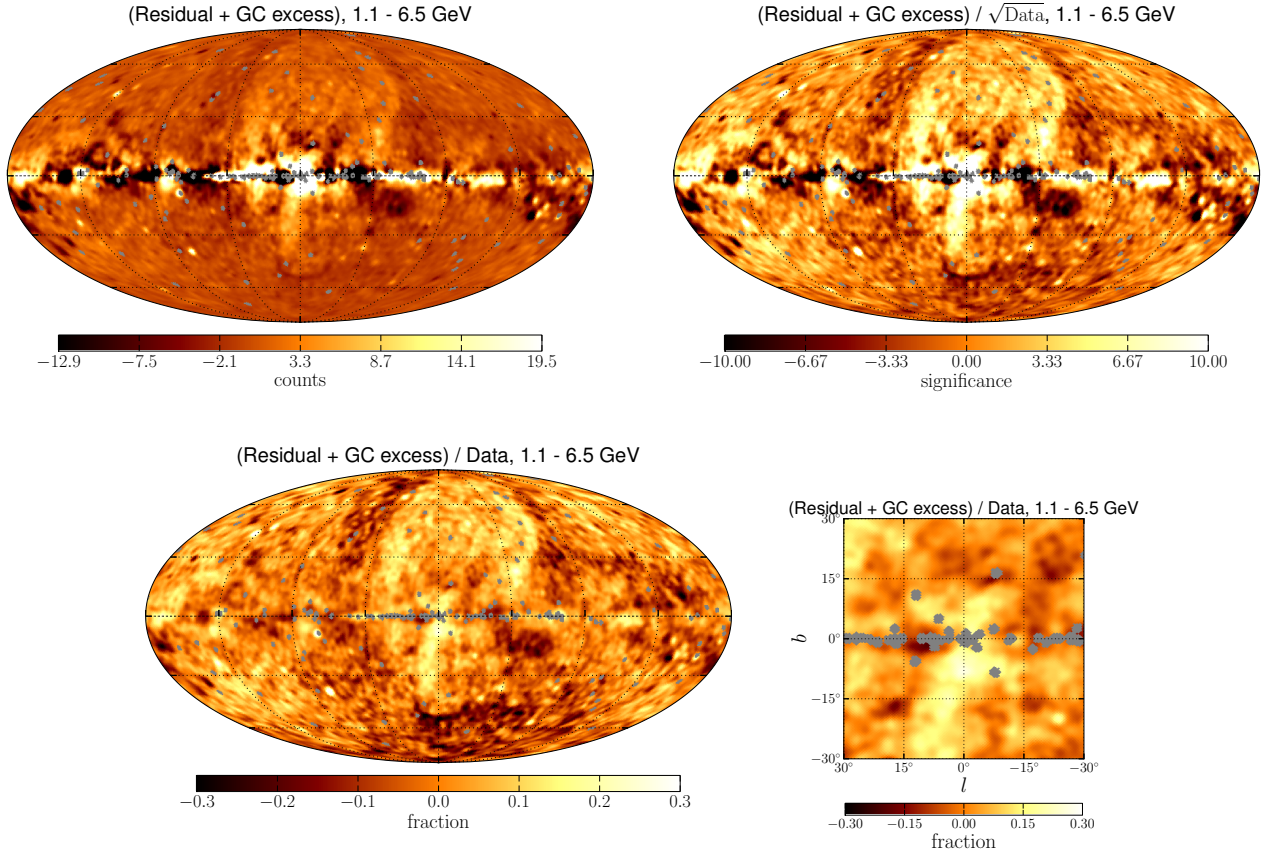 (Residual + GC excess), 1.1 - 6.5 GeV
−12.9 −7.5 −2.1 3.3 8.7 14.1 19.5
counts
(Residual + GC excess) / √Data, 1.1 - 6.5 GeV
−10.00 −6.67 −3.33 0.00 3.33 6.67 10.00
significance
(Residual + GC excess) / Data, 1.1 - 6.5 GeV
−0.3 −0.2 −0.1 0.0 0.1 0.2 0.3
fraction
(Residual + GC excess) / Data, 1.1 - 6.5 GeV
30°
15°
b 0°
−15°
−30°
30° 15° 0° −15° −30°
l
−0.30 −0.15 0.00 0.15 0.30
fraction